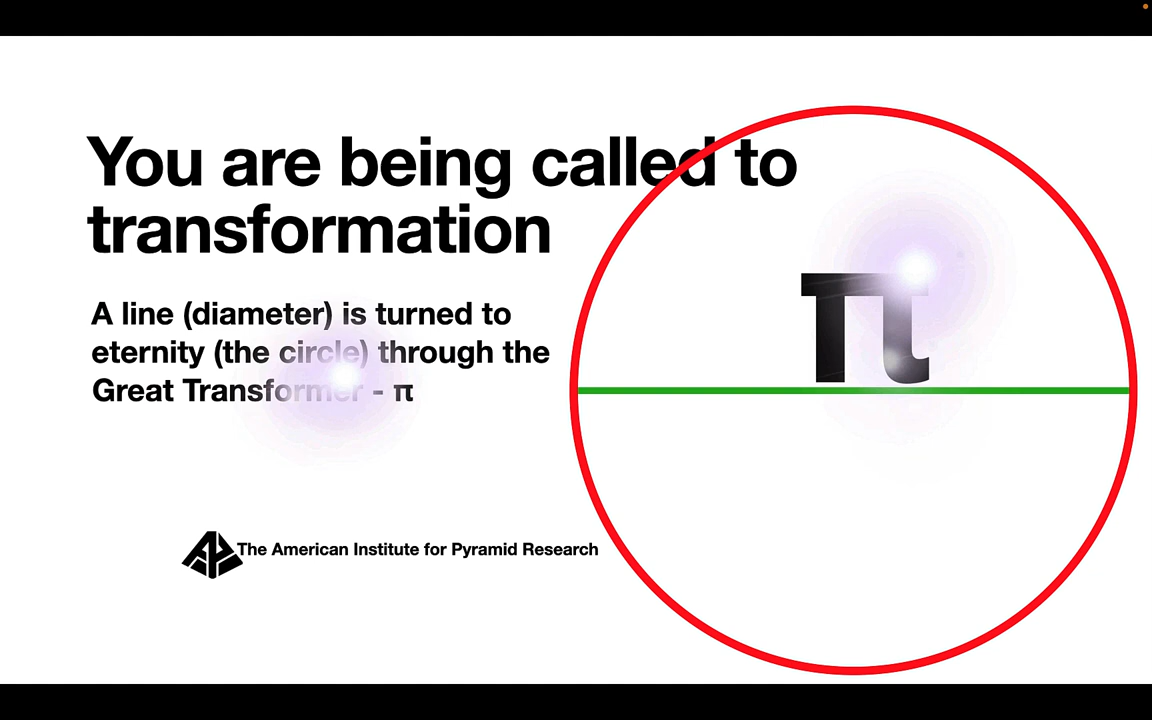 You are being called to
transformation
A line (diameter) is turned to
eternity (the circle) through the
Great Transformer - π
π
The American Institute for Pyramid Research